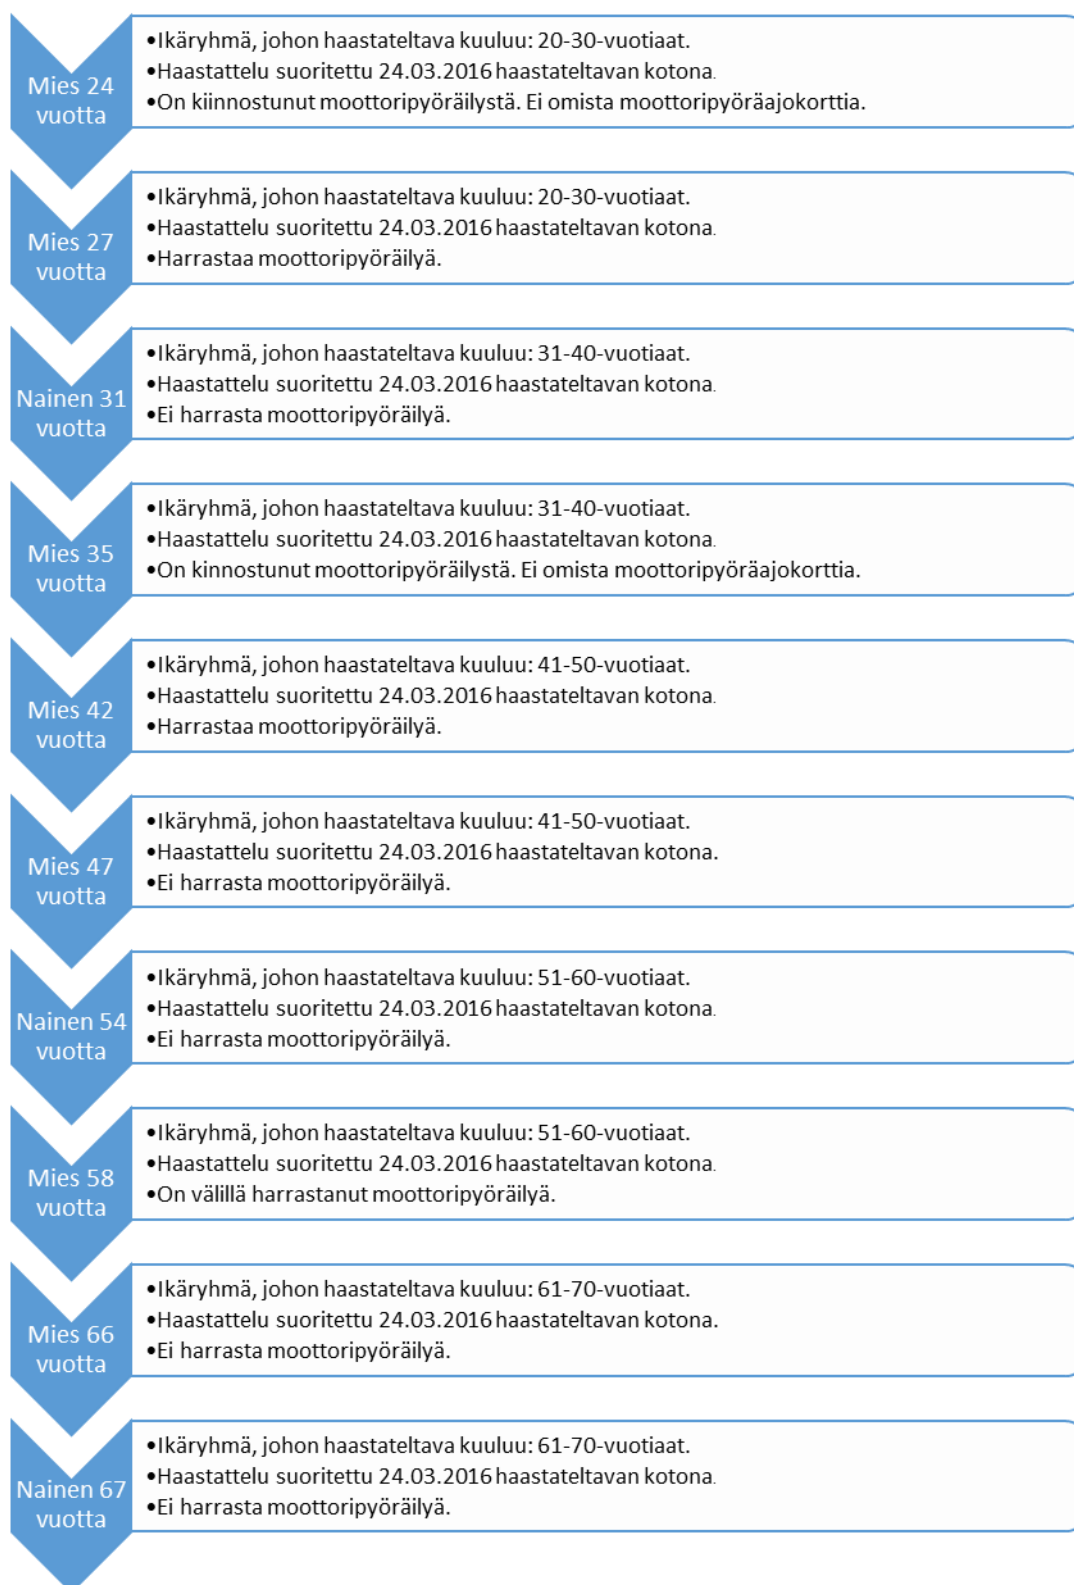 Mies 24
vuotta
•Ikäryhmä, johon haastateltava kuuluu: 20-30-vuotiaat.
•Haastattelu suoritettu 24.03.2016 haastateltavan kotona.
•On kiinnostunut moottoripyöräilystä. Ei omista moottoripyöräajokorttia.
Mies 27
vuotta
•Ikäryhmä, johon haastateltava kuuluu: 20-30-vuotiaat.
•Haastattelu suoritettu 24.03.2016 haastateltavan kotona.
•Harrastaa moottoripyöräilyä.
Nainen 31
vuotta
•Ikäryhmä, johon haastateltava kuuluu: 31-40-vuotiaat.
•Haastattelu suoritettu 24.03.2016 haastateltavan kotona.
•Ei harrasta moottoripyöräilyä.
Mies 35
vuotta
•Ikäryhmä, johon haastateltava kuuluu: 31-40-vuotiaat.
•Haastattelu suoritettu 24.03.2016 haastateltavan kotona.
•On kinnostunut moottoripyöräilystä. Ei omista moottoripyöräajokorttia.
Mies 42
vuotta
•Ikäryhmä, johon haastateltava kuuluu: 41-50-vuotiaat.
•Haastattelu suoritettu 24.03.2016 haastateltavan kotona.
•Harrastaa moottoripyöräilyä.
Mies 47
vuotta
•Ikäryhmä, johon haastateltava kuuluu: 41-50-vuotiaat.
•Haastattelu suoritettu 24.03.2016 haastateltavan kotona.
•Ei harrasta moottoripyöräilyä.
Nainen 54
vuotta
•Ikäryhmä, johon haastateltava kuuluu: 51-60-vuotiaat.
•Haastattelu suoritettu 24.03.2016 haastateltavan kotona.
•Ei harrasta moottoripyöräilyä.
Mies 58
vuotta
•Ikäryhmä, johon haastateltava kuuluu: 51-60-vuotiaat.
•Haastattelu suoritettu 24.03.2016 haastateltavan kotona.
•On välillä harrastanut moottoripyöräilyä.
Mies 66
vuotta
•Ikäryhmä, johon haastateltava kuuluu: 61-70-vuotiaat.
•Haastattelu suoritettu 24.03.2016 haastateltavan kotona.
•Ei harrasta moottoripyöräilyä.
Nainen 67
vuotta
•Ikäryhmä, johon haastateltava kuuluu: 61-70-vuotiaat.
•Haastattelu suoritettu 24.03.2016 haastateltavan kotona.
•Ei harrasta moottoripyöräilyä.